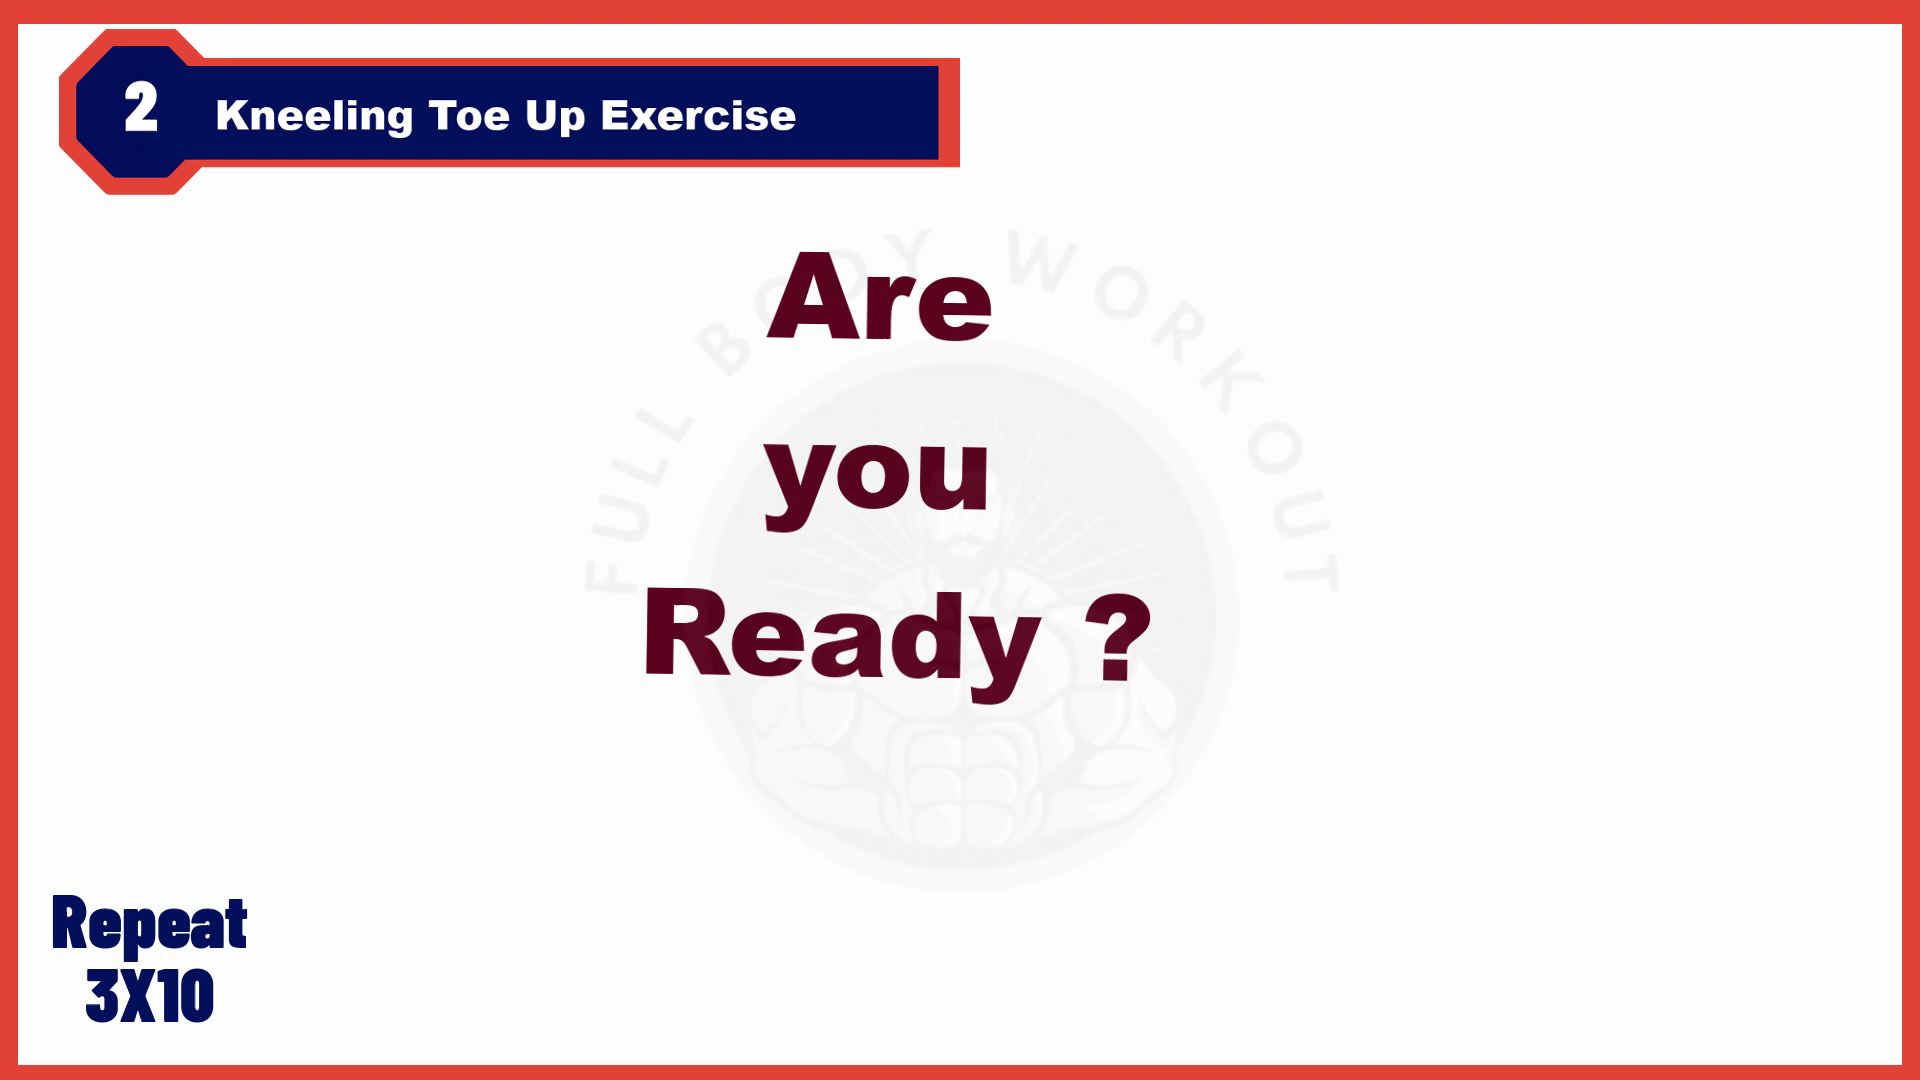 2
Kneeling Toe Up Exercise
FULL BODY WORKOUT
Are
you
Ready ?
Repeat
3X10